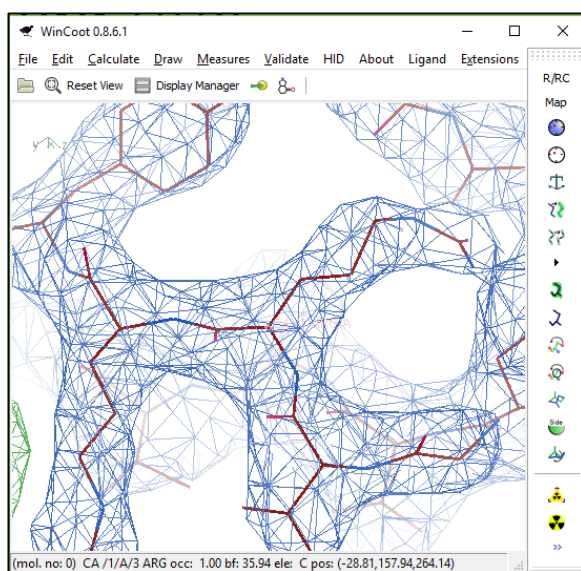 WinCoot 0.8.6.1
File Edit Calculate Draw Measures Validate HID About Ligand Extensions
Reset View Display Manager
R/RC
Map
Side
»
(mol. no: 0) CA /1/A/3 ARG occ: 1.00 bf: 35.94 ele: C pos: (-28.81,157.94,264.14)